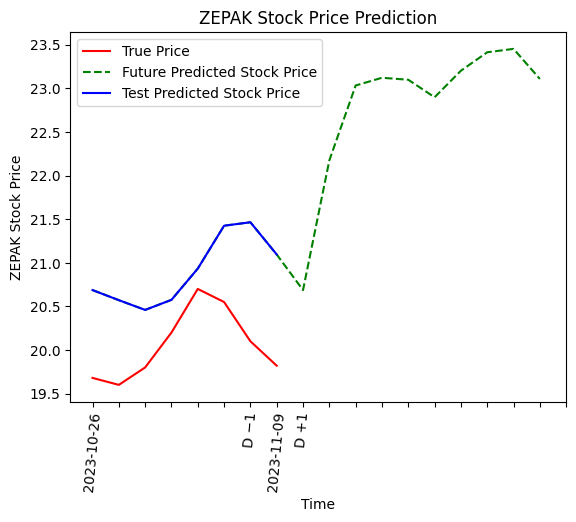 ZEPAK Stock Price Prediction
True Price
Future Predicted Stock Price
Test Predicted Stock Price
ZEPAK Stock Price
23.5
23.0
22.5
22.0
21.5
21.0
20.5
20.0
19.5
2023-10-26
D −1
2023-11-09
D +1
Time